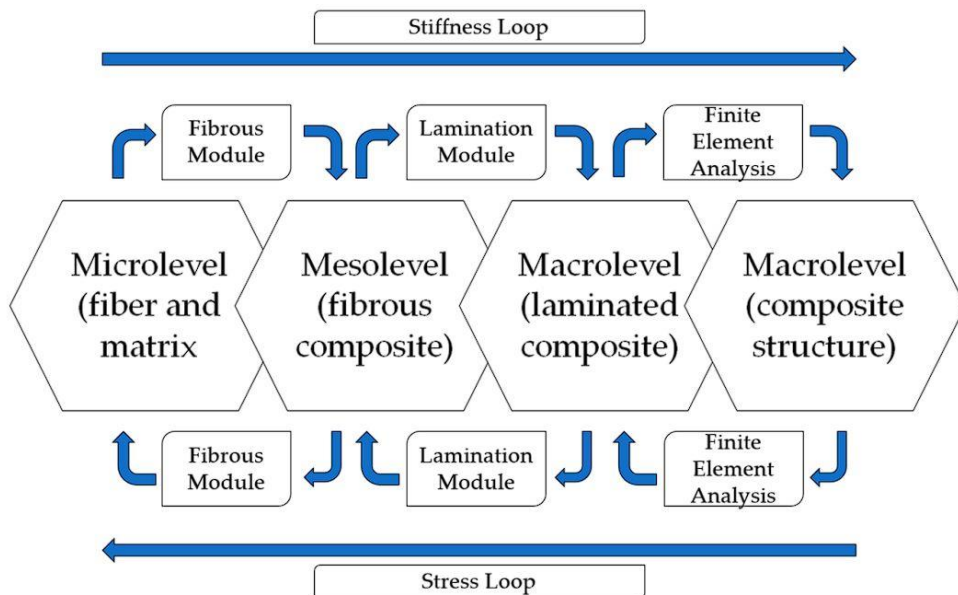 Stiffness Loop
Fibrous
Module
Lamination
Module
Finite
Element
Analysis
Microlevel
(fiber and
matrix
Mesolevel
(fibrous
composite)
Macrolevel
(laminated
composite)
Macrolevel
(composite
structure)
Fibrous
Module
Lamination
Module
Finite
Element
Analysis
Stress Loop